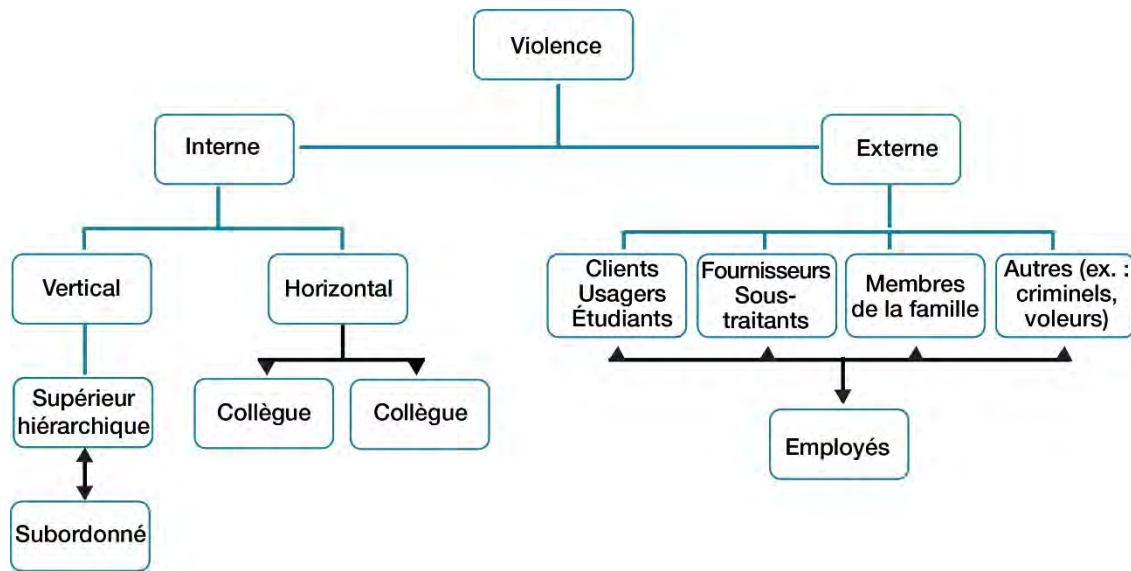 Violence
Interne
Externe
Vertical
Horizontal
Clients
Usagers
Étudiants
Fournisseurs
Sous-
traitants
Membres
de la famille
Autres (ex. :
criminels,
voleurs)
Supérieur
hiérarchique
Collègue
Collègue
Employés
Subordonné